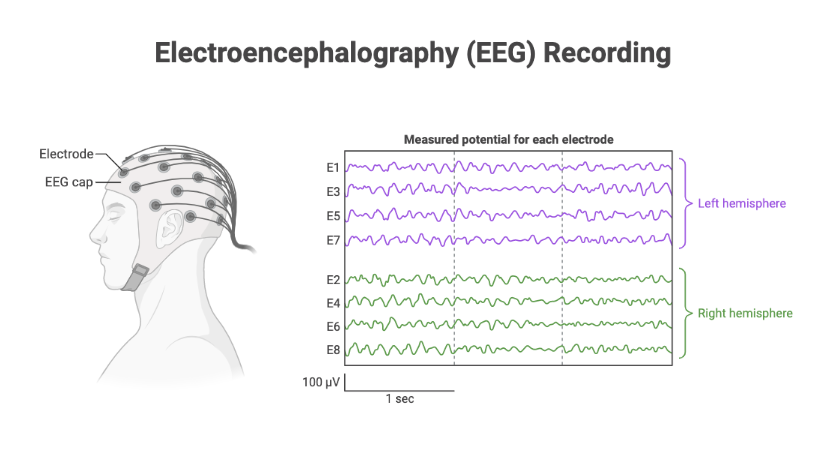 Electroencephalography (EEG) Recording
Electrode
EEG cap
Measured potential for each electrode
E1
E3
E5
E7
Left hemisphere
E2
E4
E6
E8
Right hemisphere
100 μV
1 sec